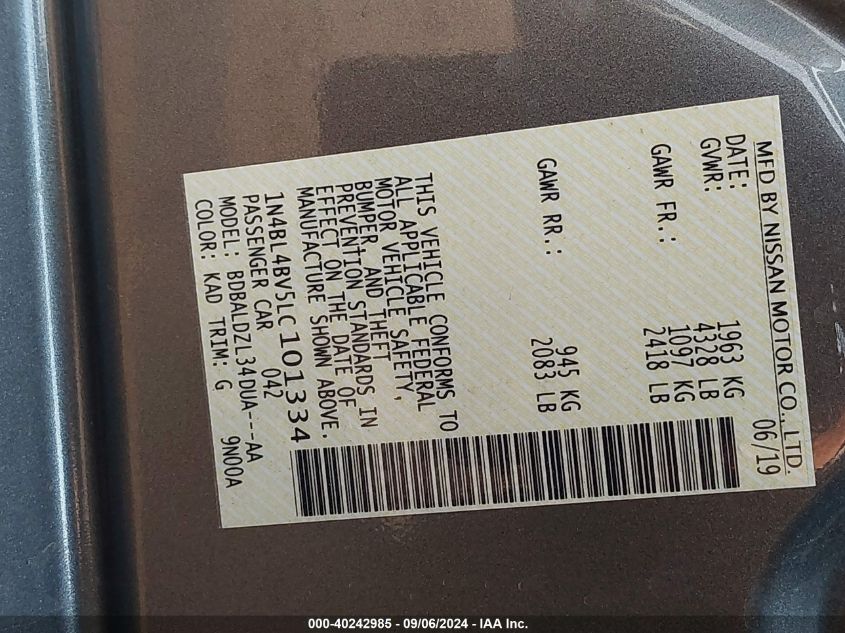 MFD BY NISSAN MOTOR CO., LTD.
DATE: 06/19
GVWR: 1963 KG
4328 LB
GAWR FR.: 1097 KG
2418 LB
GAWR RR.: 945 KG
2083 LB
THIS VEHICLE CONFORMS TO
ALL APPLICABLE FEDERAL
MOTOR VEHICLE SAFETY,
BUMPER, AND THEFT
PREVENTION STANDARDS IN
EFFECT ON THE DATE OF
MANUFACTURE SHOWN ABOVE.
1N4BL4BV5LC101334
PASSENGER CAR 042
MODEL: BDBALDZL34DUA---AA
COLOR: KAD TRIM: G 9N00A
000-40242985 - 09/06/2024 - IAA Inc.